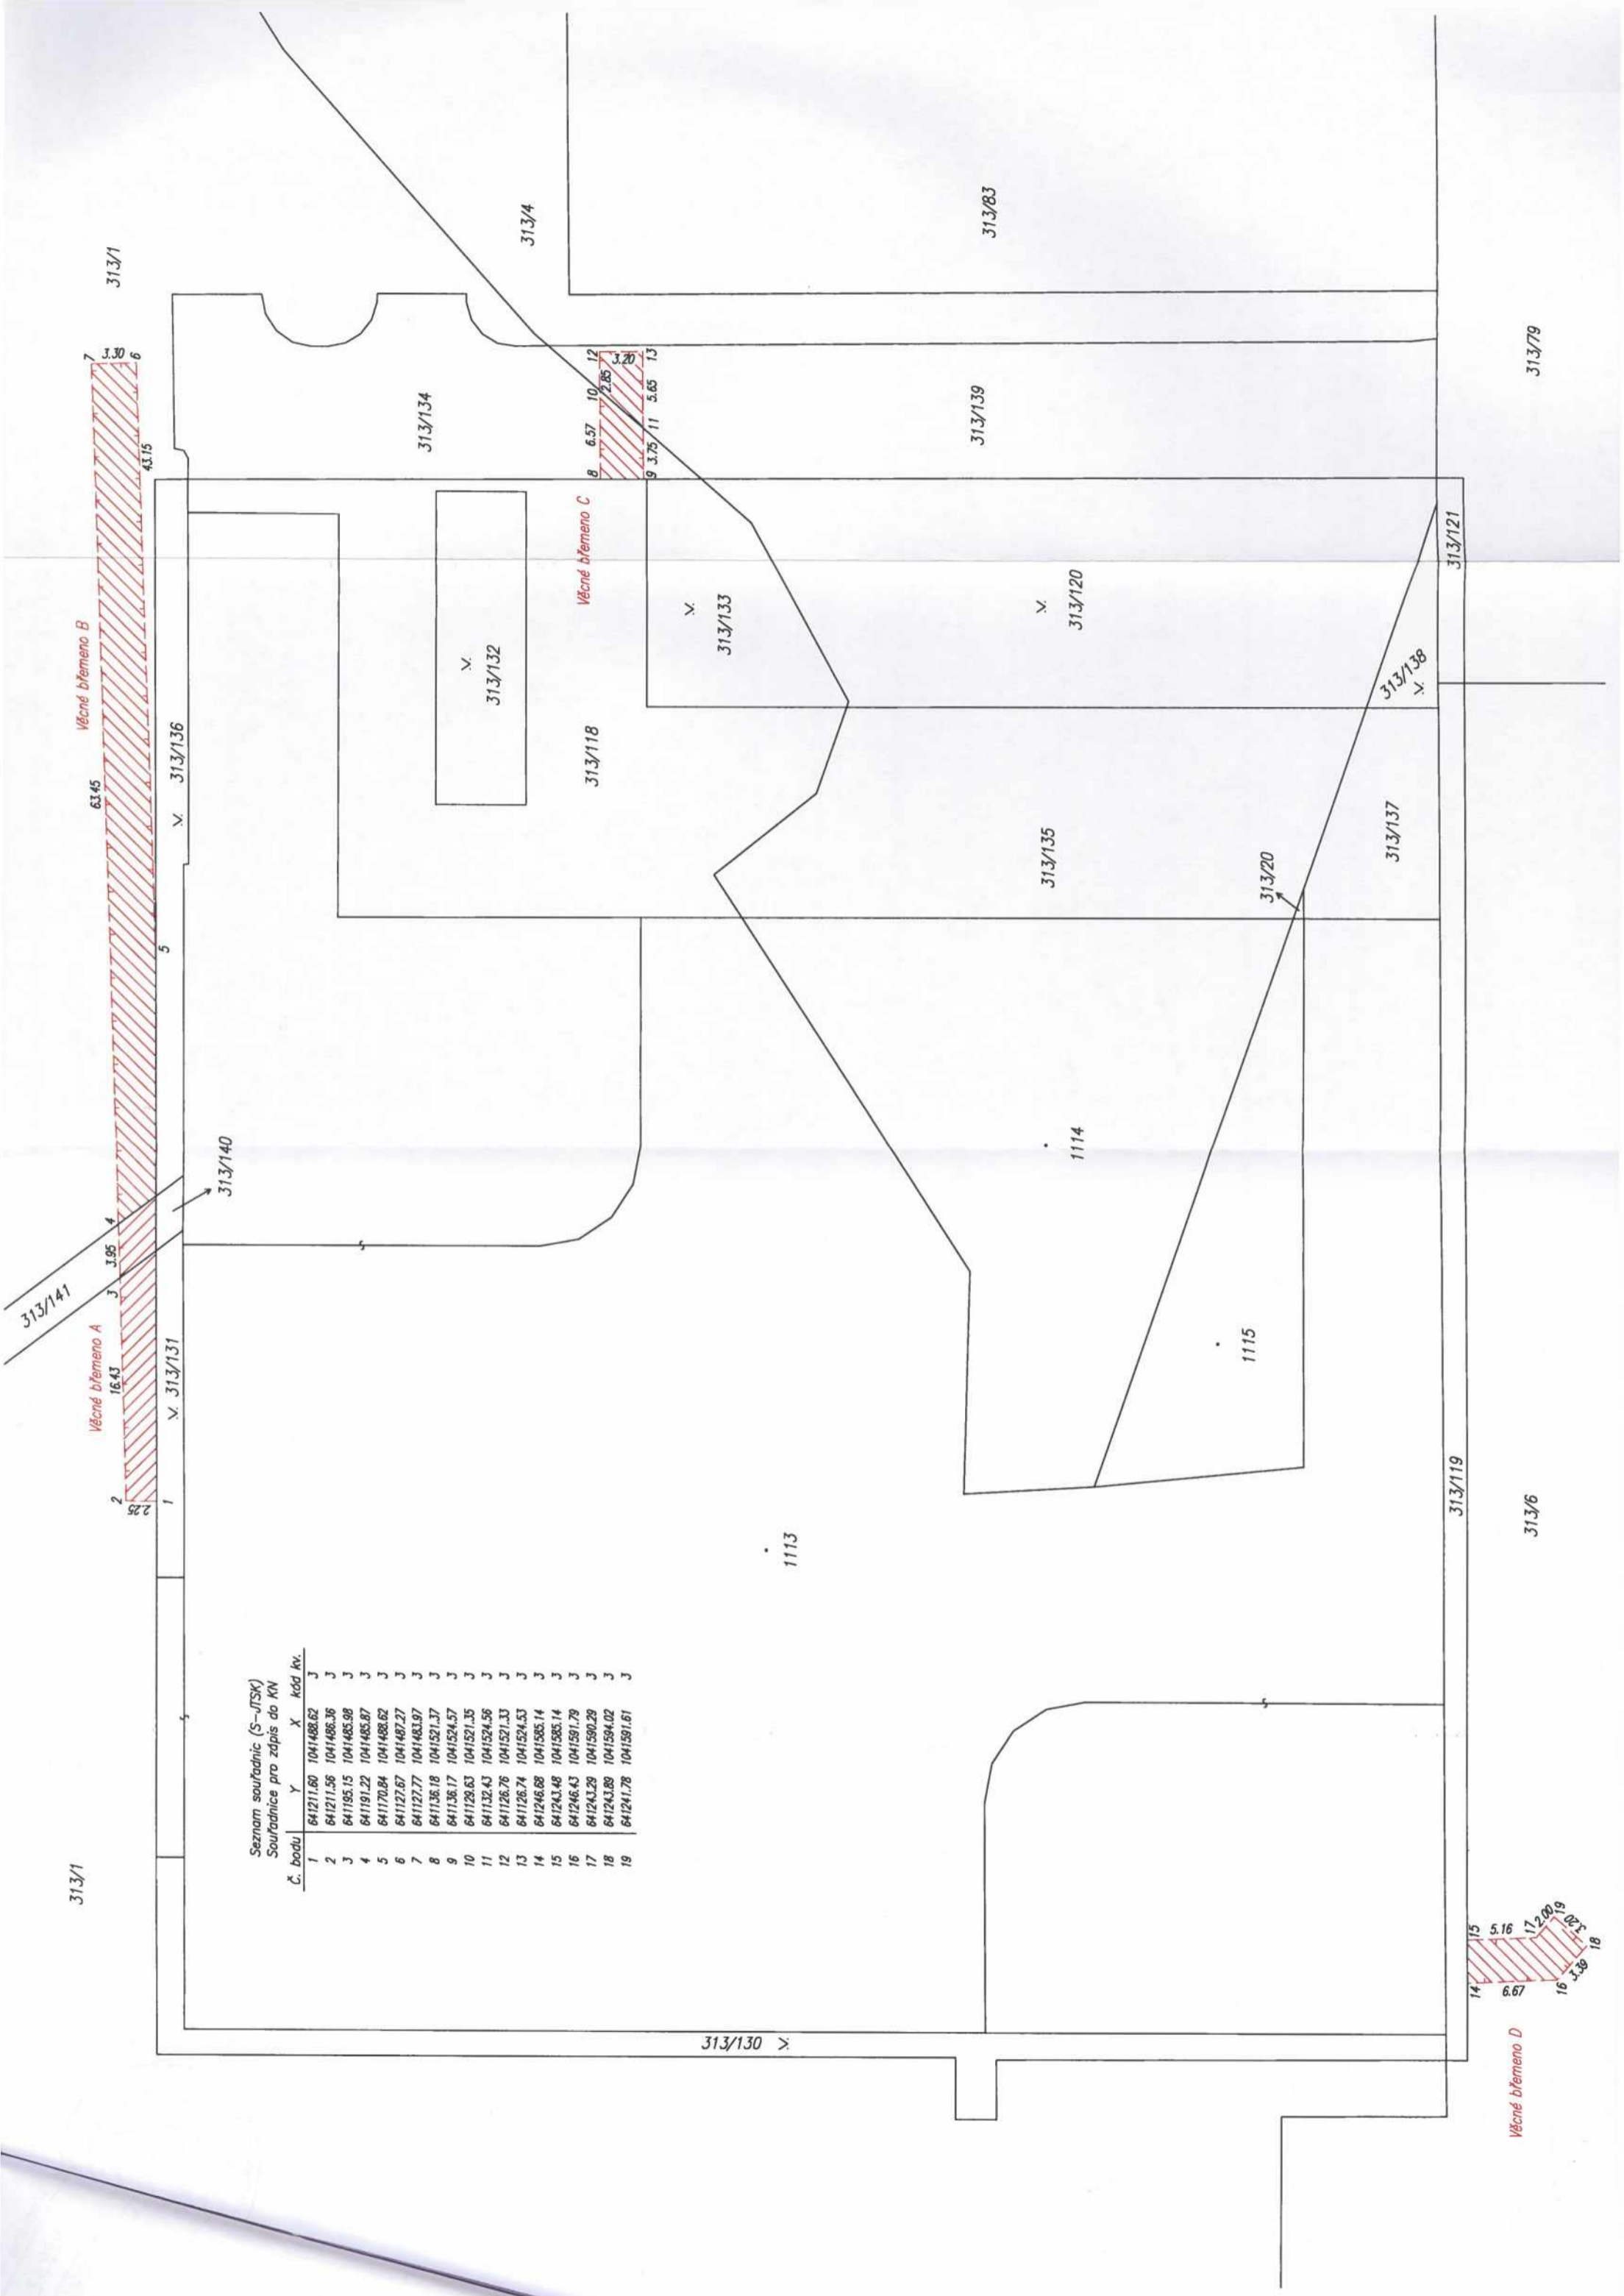 313/1
313/1
Věcné břemeno A
16.43
2
2.25
1
3
3.95
4
313/141
313/140
V. 313/131
Věcné břemeno B
63.45
5
43.15
7
3.30
6
V. 313/136
Seznam souřadnic (S-JTSK)
Souřadnice pro zápis do KN
Č. bodu Y X kód kv.
1 641211.60 1041488.62 3
2 641211.56 1041486.36 3
3 641195.15 1041485.98 3
4 641191.22 1041485.87 3
5 641170.84 1041488.62 3
6 641127.67 1041487.27 3
7 641127.77 1041483.97 3
8 641136.18 1041521.37 3
9 641136.17 1041524.57 3
10 641129.63 1041521.35 3
11 641132.43 1041524.56 3
12 641126.76 1041521.33 3
13 641126.74 1041524.53 3
14 641246.68 1041585.14 3
15 641243.48 1041585.14 3
16 641246.43 1041591.79 3
17 641243.29 1041590.29 3
18 641243.89 1041594.02 3
19 641241.78 1041591.61 3
313/134
V.
313/132
313/118
Věcné břemeno C
8
6.57
10
2.85
12
3.20
9
3.75
11
5.65
13
313/4
V.
313/133
1113
313/83
313/139
V.
313/120
313/135
1114
1115
313/20
313/137
313/138
V.
313/130 V.
313/119
313/121
313/79
313/6
Věcné břemeno D
14
15
5.16
6.67
17
2.00
19
16
3.39
3.20
18